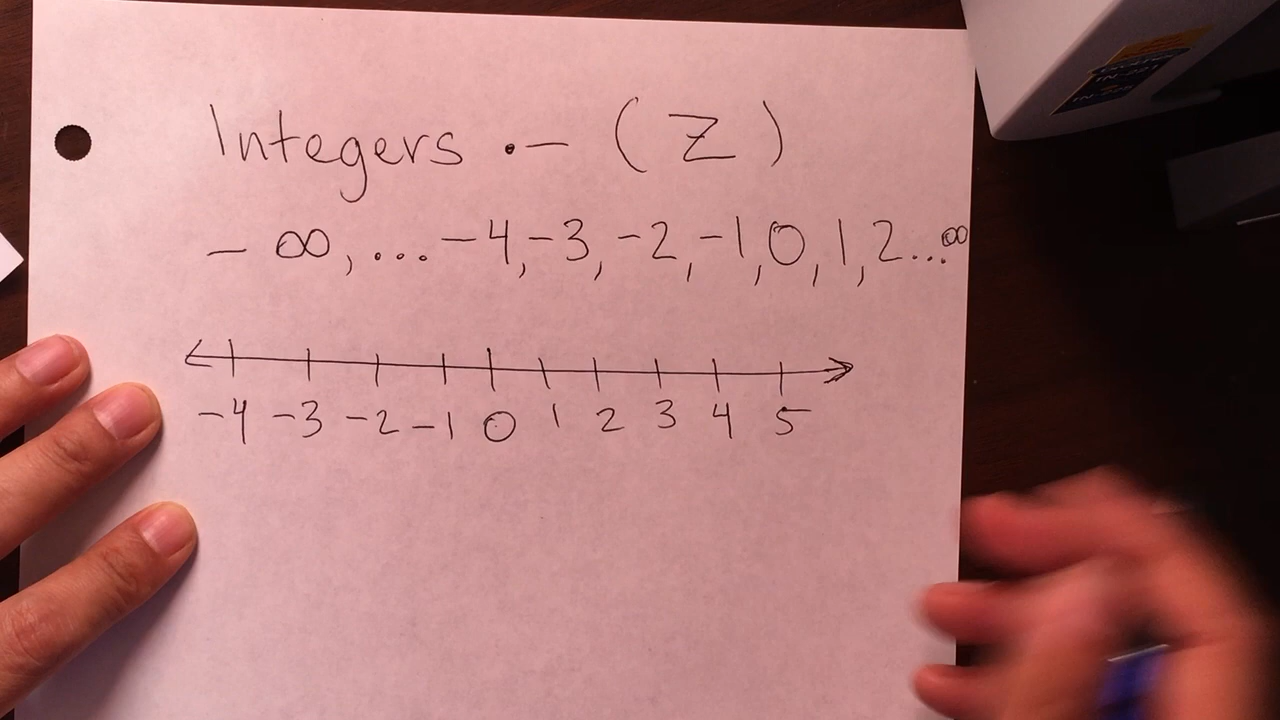 Integers :- (Z)
- ∞, ... -4, -3, -2, -1, 0, 1, 2 ... ∞
-4 -3 -2 -1 0 1 2 3 4 5